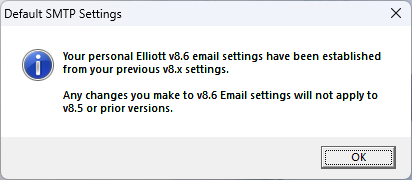 Default SMTP Settings
Your personal Elliott v8.6 email settings have been established
from your previous v8.x settings.
Any changes you make to v8.6 Email settings will not apply to
v8.5 or prior versions.
OK